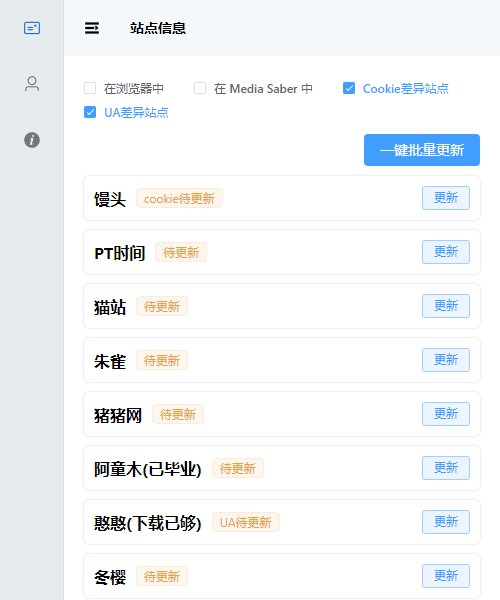 站点信息
在浏览器中 在 Media Saber 中 Cookie差异站点
UA差异站点
一键批量更新
馒头 cookie待更新 更新
PT时间 待更新 更新
猫站 待更新 更新
朱雀 待更新 更新
猪猪网 待更新 更新
阿童木(已毕业) 待更新 更新
憨憨(下载已够) UA待更新 更新
冬樱 待更新 更新